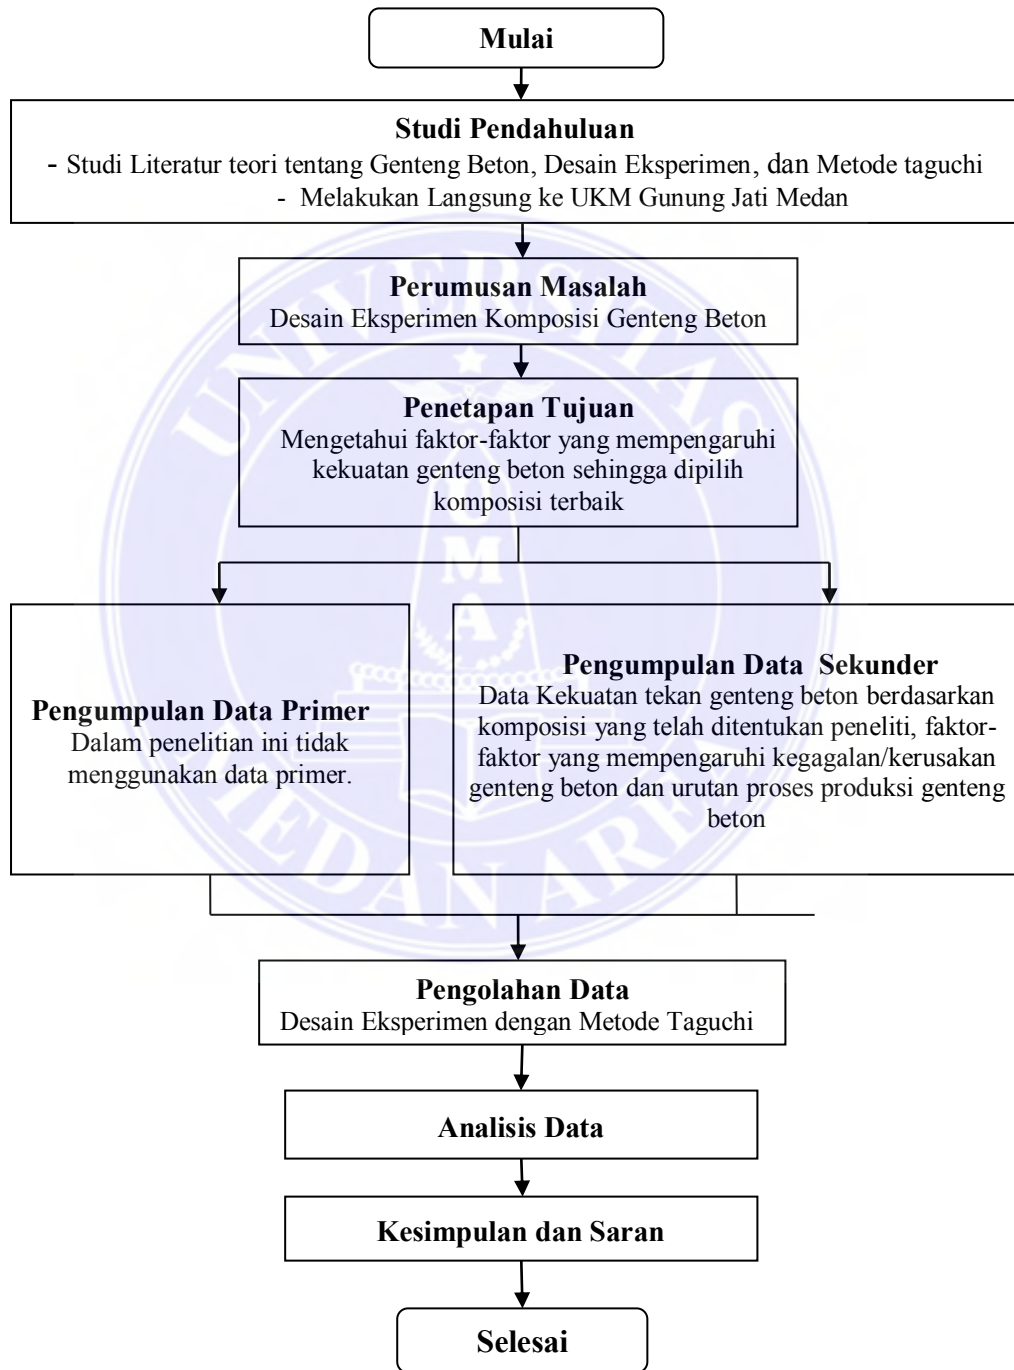 Mulai
Studi Pendahuluan
- Studi Literatur teori tentang Genteng Beton, Desain Eksperimen, dan Metode taguchi
- Melakukan Langsung ke UKM Gunung Jati Medan
Perumusan Masalah
Desain Eksperimen Komposisi Genteng Beton
Penetapan Tujuan
Mengetahui faktor-faktor yang mempengaruhi
kekuatan genteng beton sehingga dipilih
komposisi terbaik
Pengumpulan Data Primer
Dalam penelitian ini tidak
menggunakan data primer.
Pengumpulan Data Sekunder
Data Kekuatan tekan genteng beton berdasarkan
komposisi yang telah ditentukan peneliti, faktor-
faktor yang mempengaruhi kegagalan/kerusakan
genteng beton dan urutan proses produksi genteng
beton
Pengolahan Data
Desain Eksperimen dengan Metode Taguchi
Analisis Data
Kesimpulan dan Saran
Selesai
UNIVERSITAS
MEDAN AREA
UMA